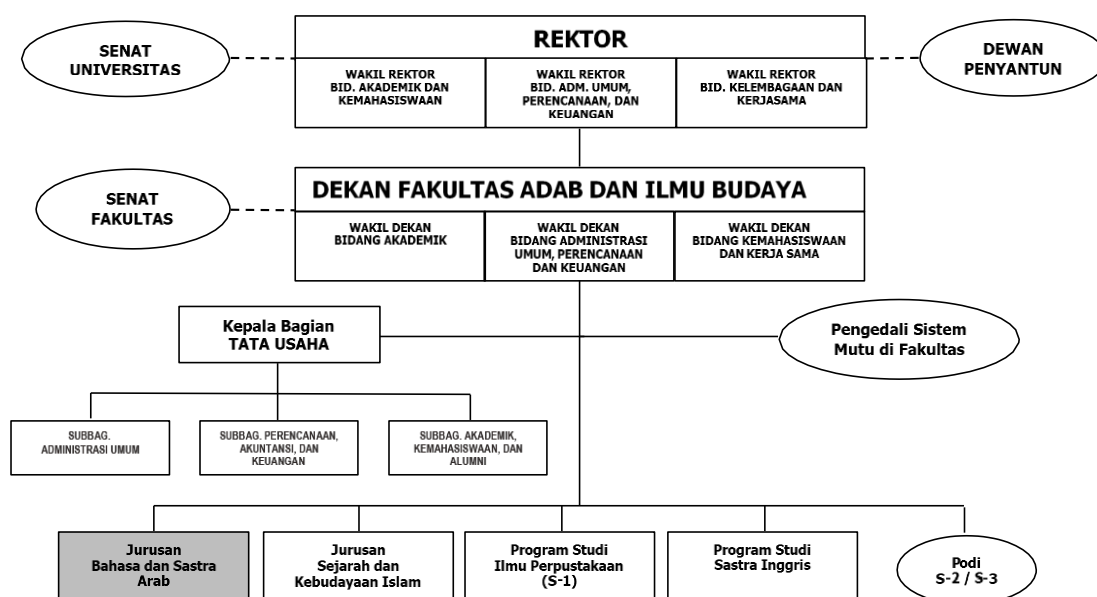 SENAT
UNIVERSITAS
REKTOR
DEWAN
PENYANTUN
WAKIL REKTOR
BID. AKADEMIK DAN
KEMAHASISWAAN
WAKIL REKTOR
BID. ADM. UMUM,
PERENCANAAN, DAN
KEUANGAN
WAKIL REKTOR
BID. KELEMBAGAAN DAN
KERJASAMA
SENAT
FAKULTAS
DEKAN FAKULTAS ADAB DAN ILMU BUDAYA
WAKIL DEKAN
BIDANG AKADEMIK
WAKIL DEKAN
BIDANG ADMINISTRASI
UMUM, PERENCANAAN
DAN KEUANGAN
WAKIL DEKAN
BIDANG KEMAHASISWAAN
DAN KERJA SAMA
Kepala Bagian
TATA USAHA
Pengedali Sistem
Mutu di Fakultas
SUBBAG.
ADMINISTRASI UMUM
SUBBAG. PERENCANAAN,
AKUNTANSI, DAN
KEUANGAN
SUBBAG. AKADEMIK,
KEMAHASISWAAN, DAN
ALUMNI
Jurusan
Bahasa dan Sastra
Arab
Jurusan
Sejarah dan
Kebudayaan Islam
Program Studi
Ilmu Perpustakaan
(S-1)
Program Studi
Sastra Inggris
Podi
S-2 / S-3